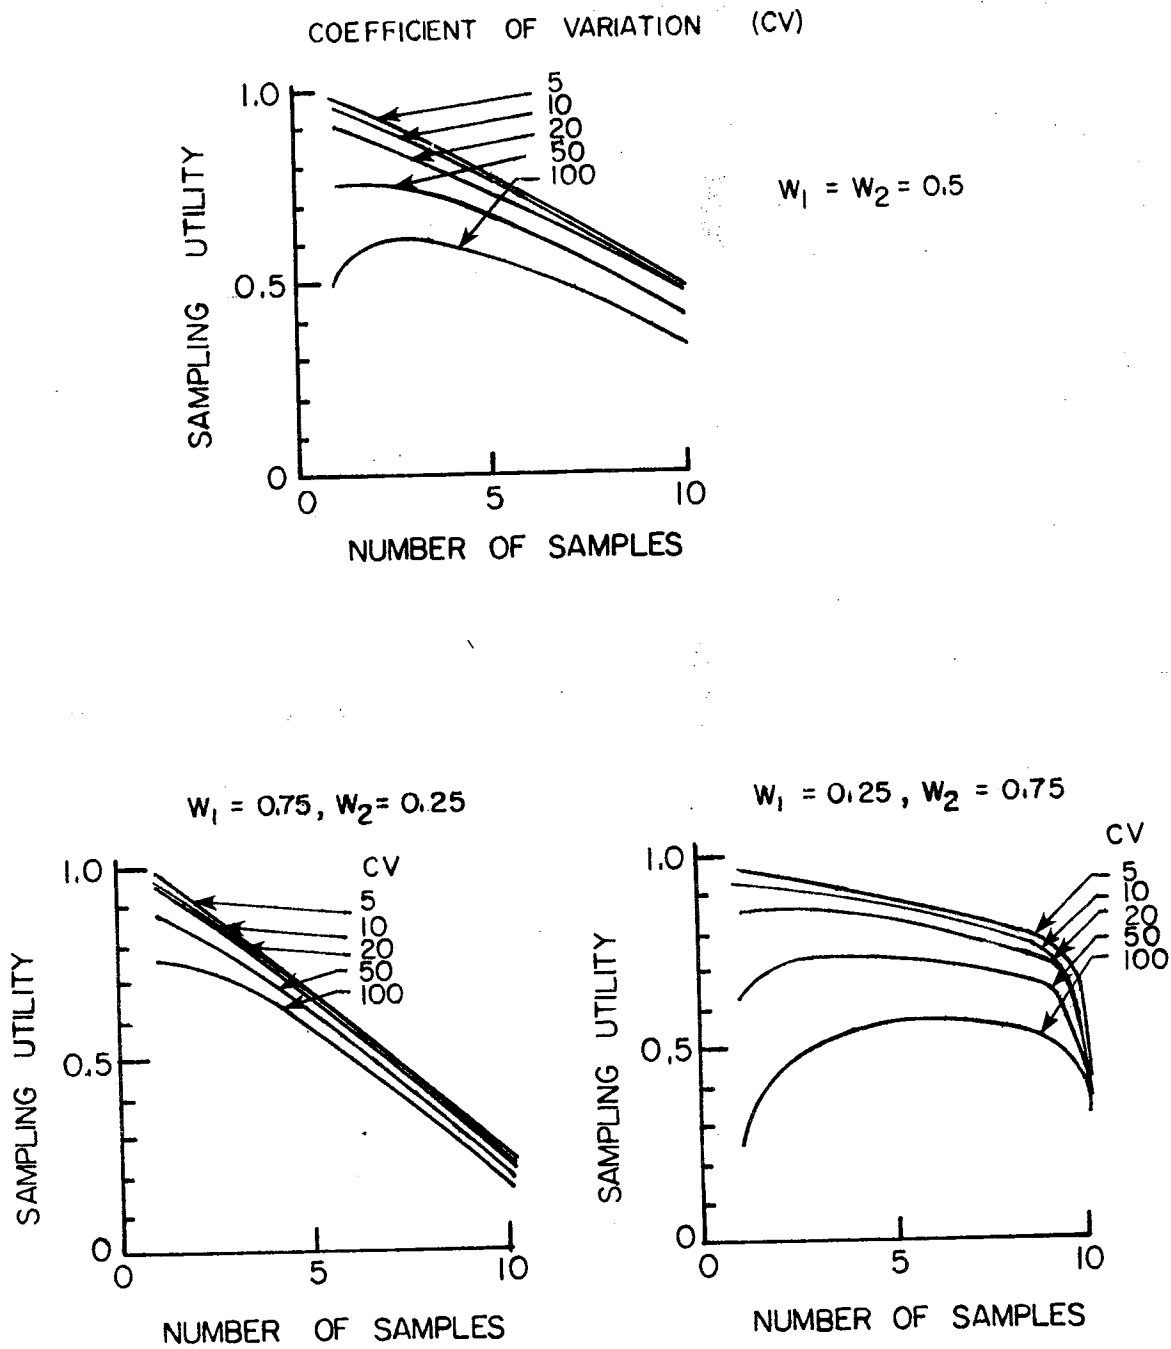 COEFFICIENT OF VARIATION (CV)
1.0
0.5
0
SAMPLING UTILITY
5
10
20
50
100
W1 = W2 = 0.5
0
5
10
NUMBER OF SAMPLES
W1 = 0.75, W2 = 0.25
CV
5
10
20
50
100
1.0
0.5
0
SAMPLING UTILITY
0
5
10
NUMBER OF SAMPLES
W1 = 0.25, W2 = 0.75
CV
5
10
20
50
100
1.0
0.5
0
SAMPLING UTILITY
0
5
10
NUMBER OF SAMPLES